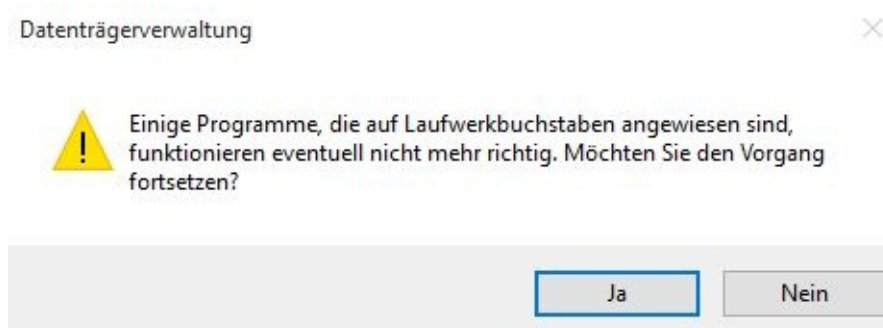 Datenträgerverwaltung
Einige Programme, die auf Laufwerkbuchstaben angewiesen sind,
funktionieren eventuell nicht mehr richtig. Möchten Sie den Vorgang
fortsetzen?
Ja
Nein